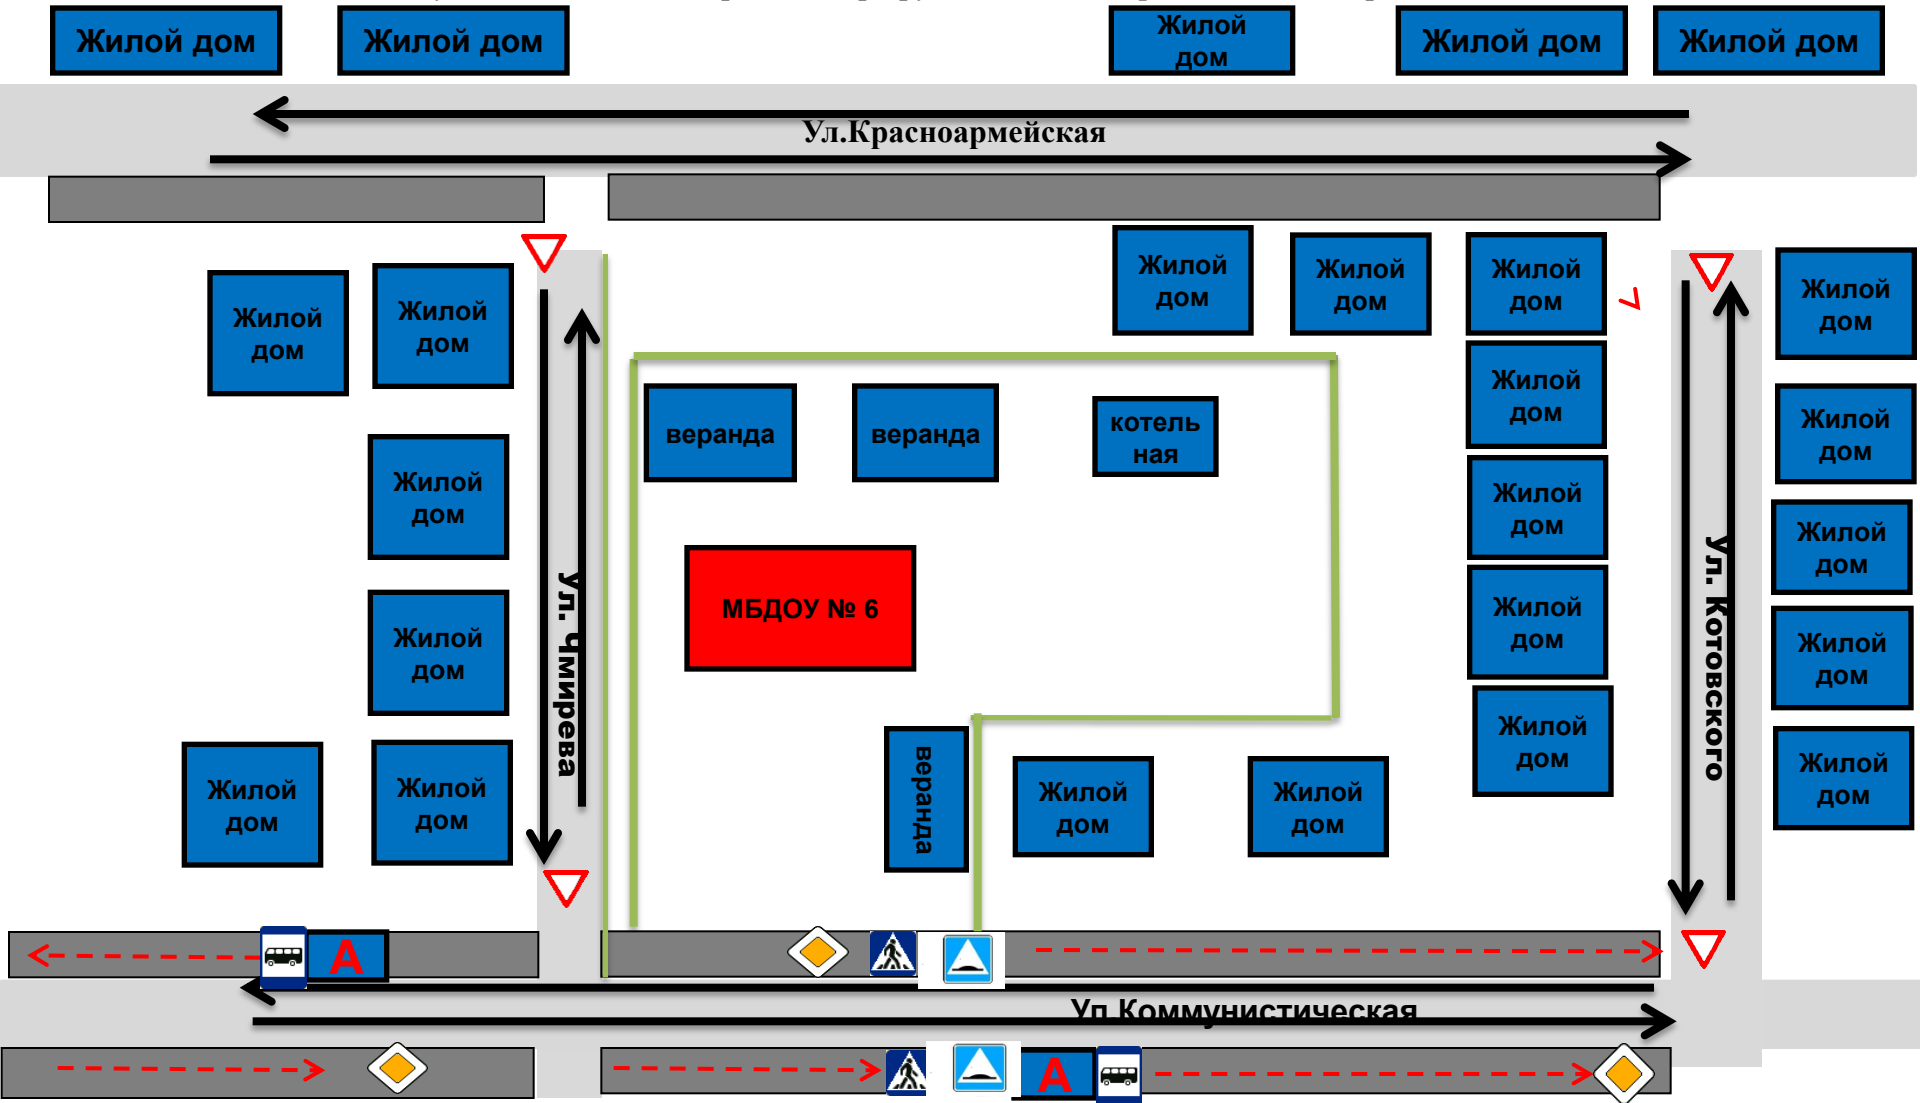 Жилой дом
Жилой дом
Жилой
дом
Жилой дом
Жилой дом
Ул.Красноармейская
Жилой
дом
Жилой
дом
Жилой
дом
Жилой
дом
Жилой
дом
Жилой
дом
Жилой
дом
веранда
веранда
котель
ная
Жилой
дом
Жилой
дом
Жилой
дом
Жилой
дом
Жилой
дом
МБДОУ № 6
Ул. Чмирева
Жилой
дом
Жилой
дом
Ул. Котовского
Жилой
дом
Жилой
дом
Жилой
дом
Жилой
дом
веранда
Жилой
дом
Жилой
дом
Жилой
дом
Жилой
дом
А
Ул.Коммунистическая
А